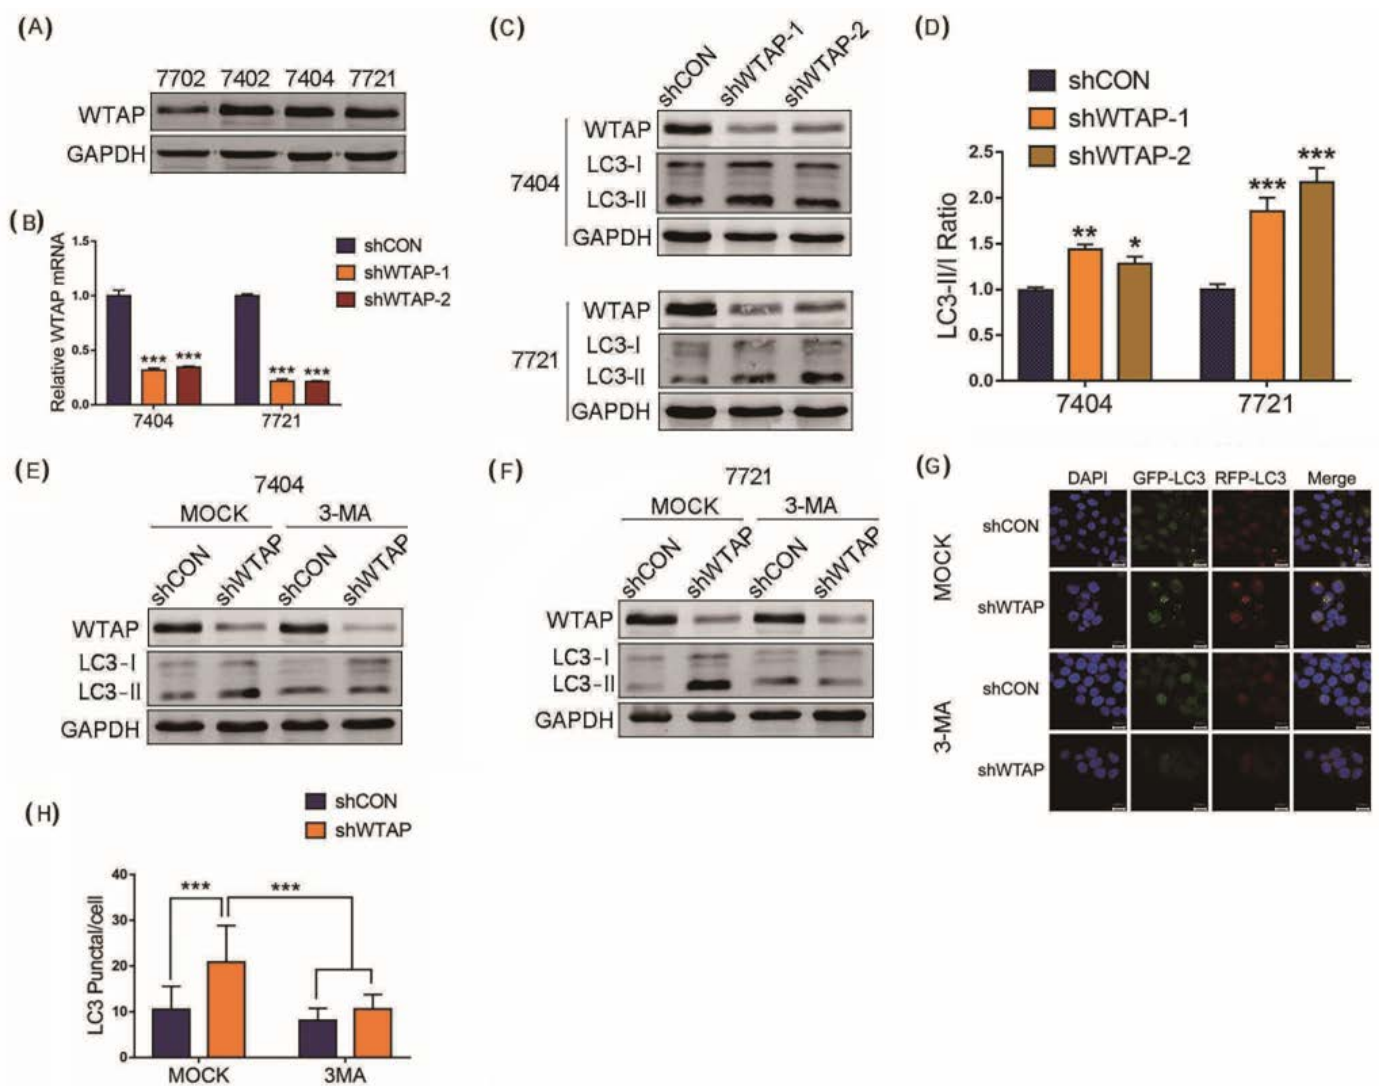 (A)
7702 7402 7404 7721
WTAP
GAPDH
(B)
Relative WTAP mRNA
1.5
1.0
0.5
0.0
*** ***
*** ***
7404 7721
shCON
shWTAP-1
shWTAP-2
(C)
shCON shWTAP-1 shWTAP-2
7404
WTAP
LC3-I
LC3-II
GAPDH
7721
WTAP
LC3-I
LC3-II
GAPDH
(D)
shCON
shWTAP-1
shWTAP-2
LC3-II/I Ratio
2.5
2.0
1.5
1.0
0.5
0.0
** *
*** ***
7404 7721
(E)
7404
MOCK 3-MA
shCON shWTAP shCON shWTAP
WTAP
LC3-I
LC3-II
GAPDH
(F)
7721
MOCK 3-MA
shCON shWTAP shCON shWTAP
WTAP
LC3-I
LC3-II
GAPDH
(G)
DAPI GFP-LC3 RFP-LC3 Merge
MOCK
shCON
shWTAP
3-MA
shCON
shWTAP
(H)
shCON
shWTAP
LC3 Punctal/cell
40
30
20
10
0
*** ***
MOCK 3MA